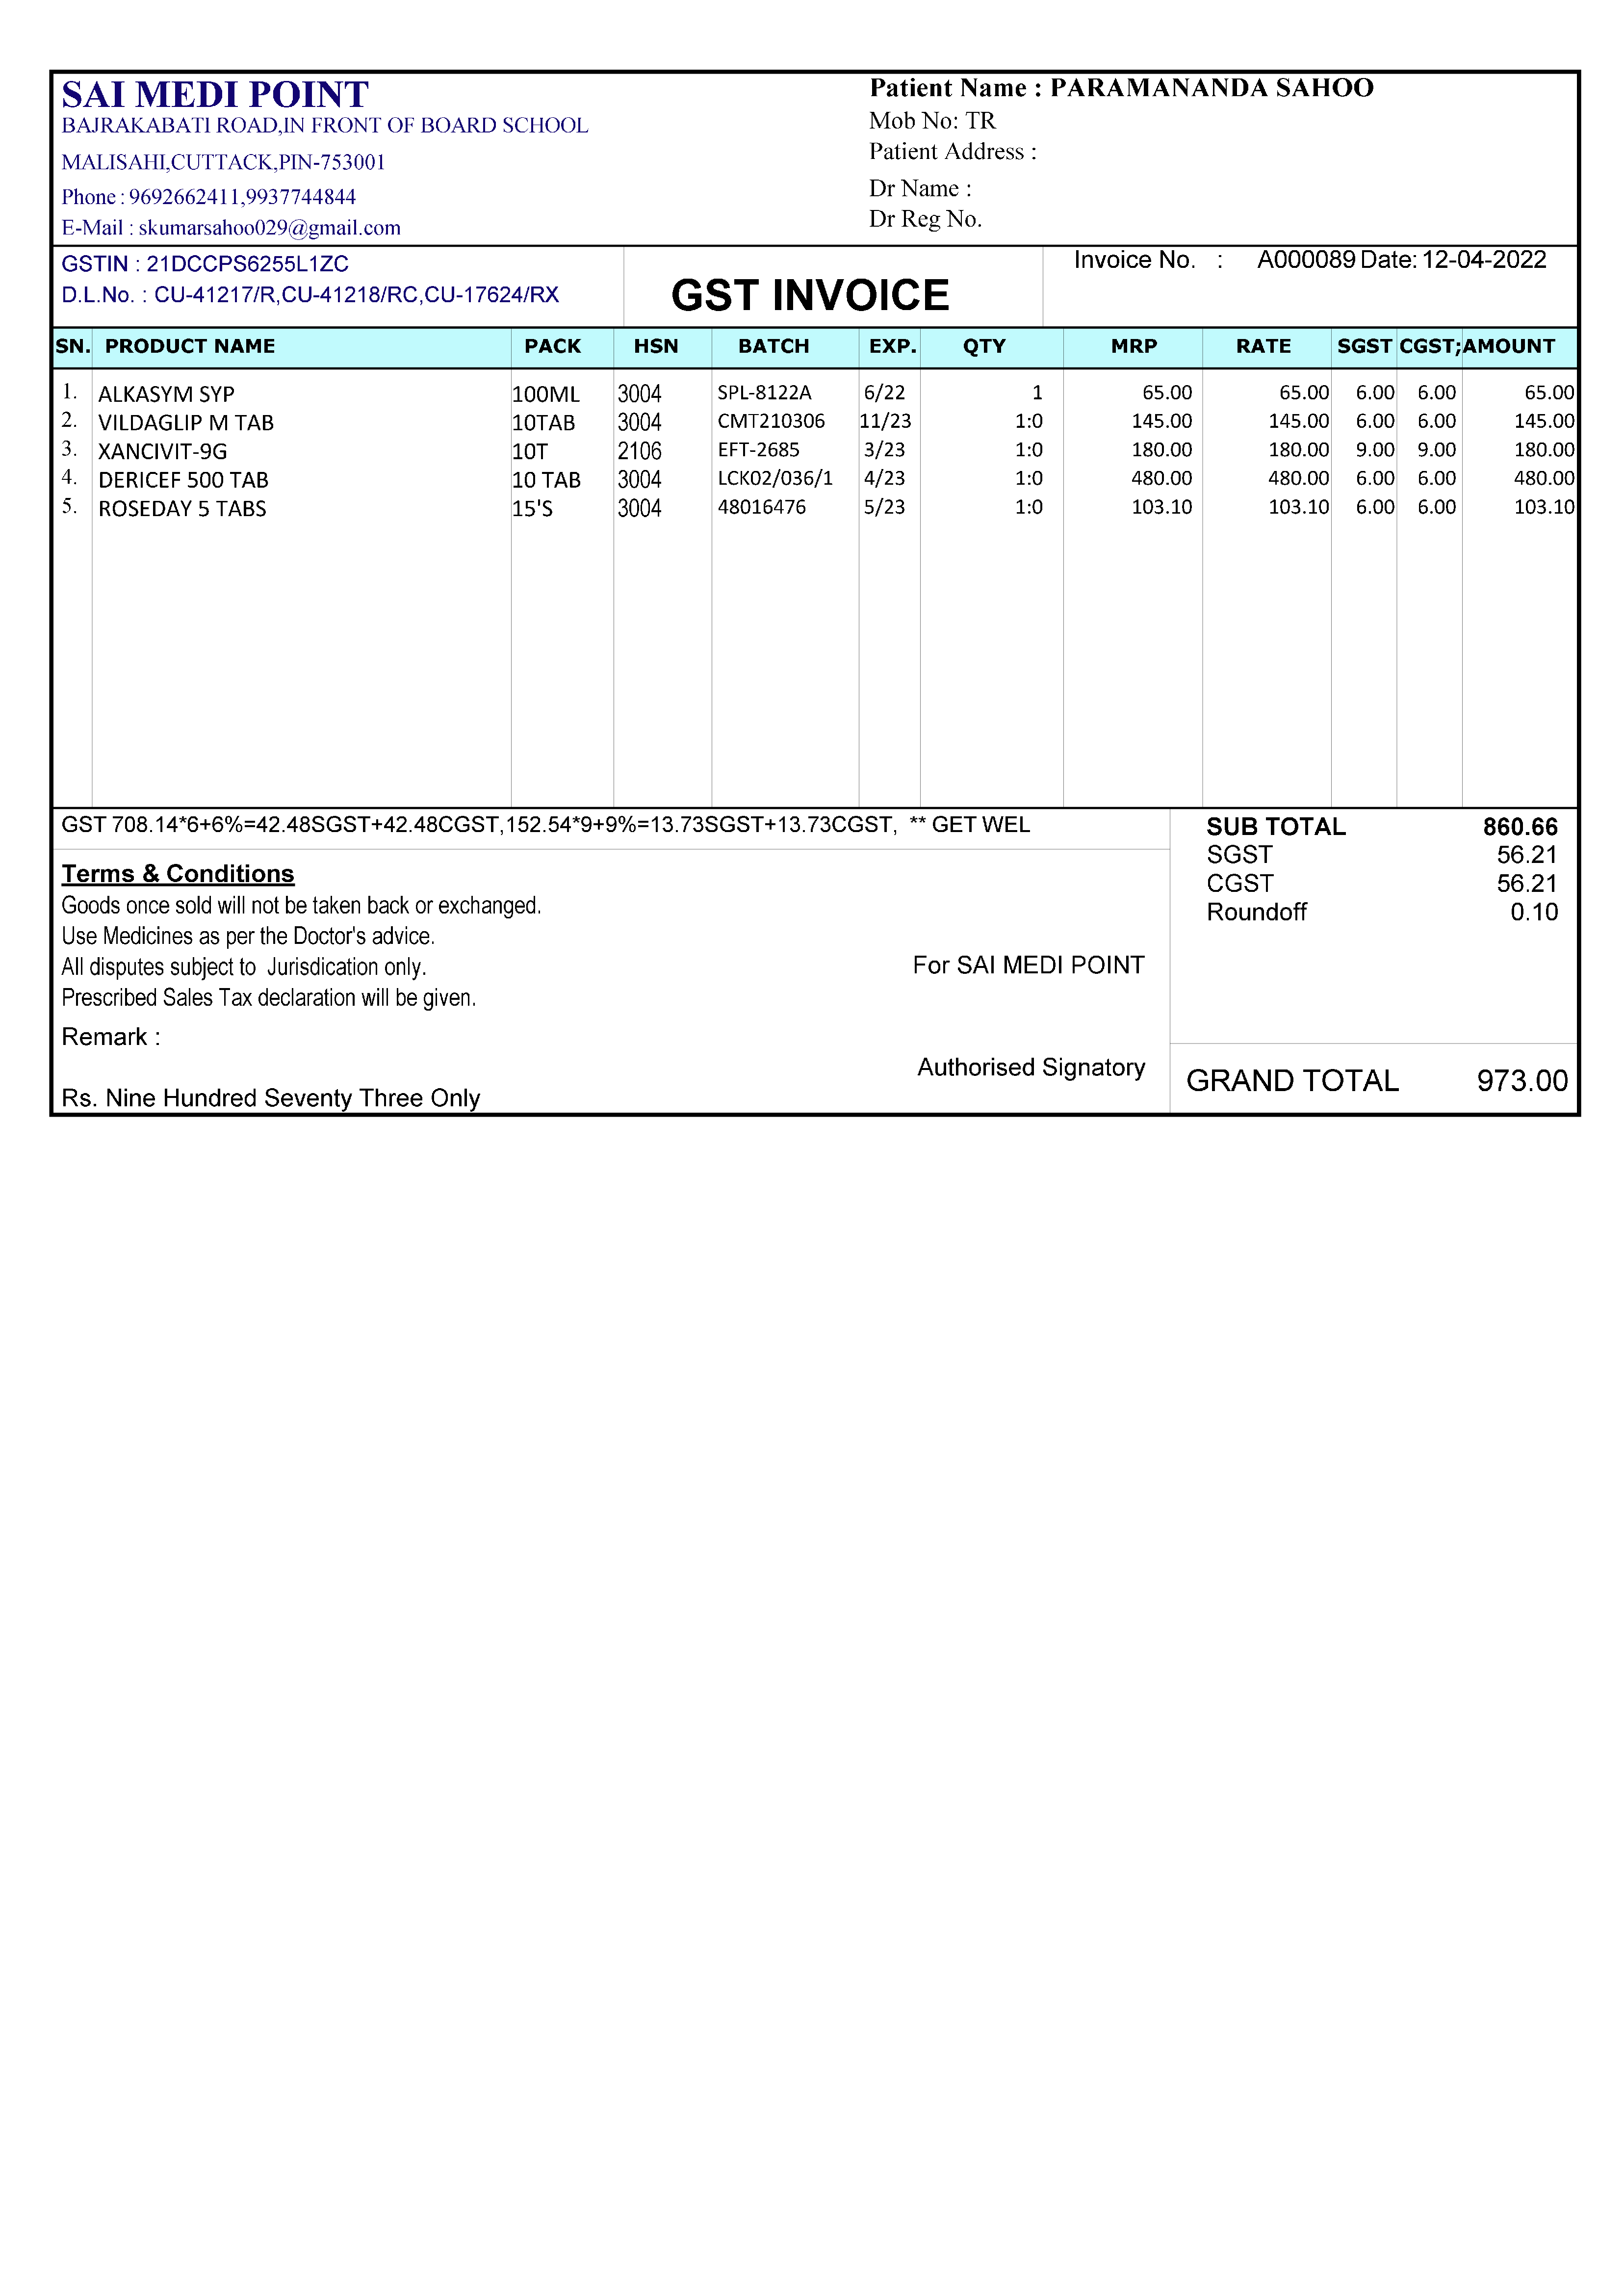 SAI MEDI POINT
BAJRAKABATI ROAD,IN FRONT OF BOARD SCHOOL
MALISAHI,CUTTACK,PIN-753001
Phone : 9692662411,9937744844
E-Mail : skumarsahoo029@gmail.com
Patient Name : PARAMANANDA SAHOO
Mob No: TR
Patient Address :
Dr Name :
Dr Reg No.
GSTIN : 21DCCPS6255L1ZC
D.L.No. : CU-41217/R,CU-41218/RC,CU-17624/RX
GST INVOICE
Invoice No. : A000089 Date: 12-04-2022
SN. PRODUCT NAME PACK HSN BATCH EXP. QTY MRP RATE SGST CGST; AMOUNT
1. ALKASYM SYP 100ML 3004 SPL-8122A 6/22 1 65.00 65.00 6.00 6.00 65.00
2. VILDAGLIP M TAB 10TAB 3004 CMT210306 11/23 1:0 145.00 145.00 6.00 6.00 145.00
3. XANCIVIT-9G 10T 2106 EFT-2685 3/23 1:0 180.00 180.00 9.00 9.00 180.00
4. DERICEF 500 TAB 10 TAB 3004 LCK02/036/1 4/23 1:0 480.00 480.00 6.00 6.00 480.00
5. ROSEDAY 5 TABS 15'S 3004 48016476 5/23 1:0 103.10 103.10 6.00 6.00 103.10
GST 708.14*6+6%=42.48SGST+42.48CGST,152.54*9+9%=13.73SGST+13.73CGST, ** GET WEL
Terms & Conditions
Goods once sold will not be taken back or exchanged.
Use Medicines as per the Doctor's advice.
All disputes subject to Jurisdication only.
Prescribed Sales Tax declaration will be given.
Remark :
Rs. Nine Hundred Seventy Three Only
For SAI MEDI POINT
Authorised Signatory
SUB TOTAL 860.66
SGST 56.21
CGST 56.21
Roundoff 0.10
GRAND TOTAL 973.00